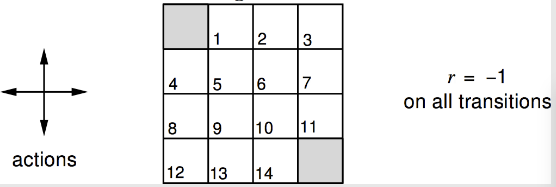 1 2 3
4 5 6 7
r = −1
on all transitions
8 9 10 11
actions
12 13 14